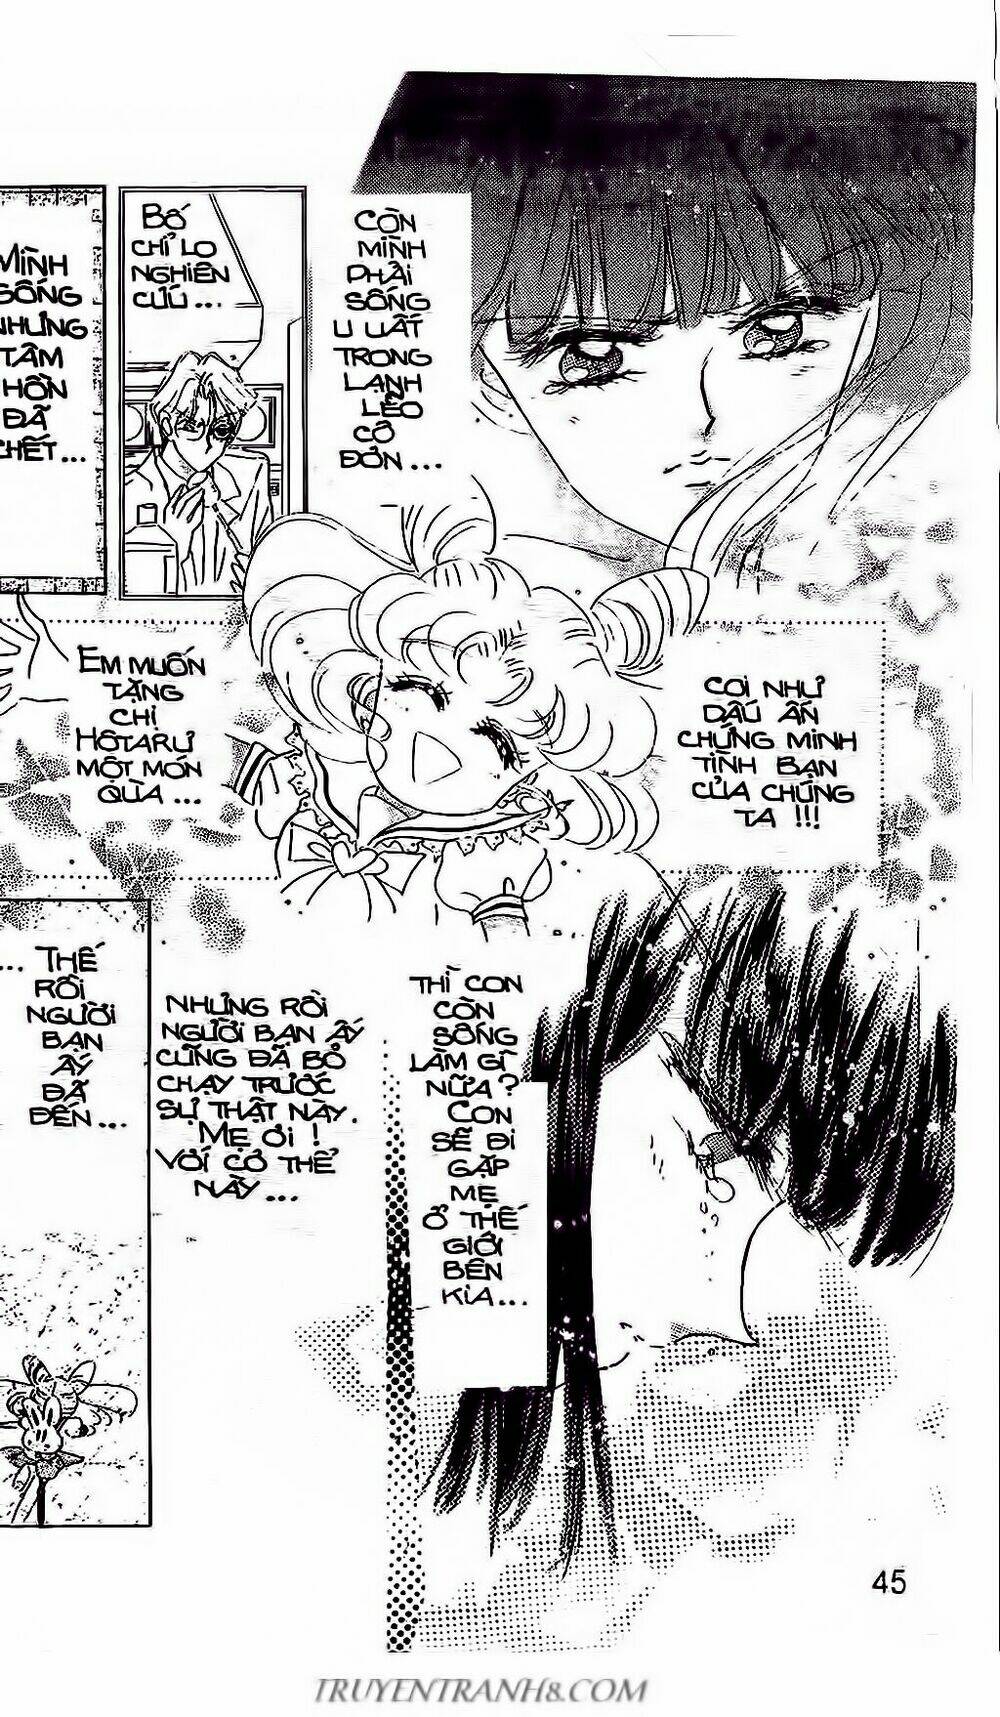 MÌNH
SỐNG
NHƯNG
TÂM
HỒN
ĐÃ
CHẾT...
BỐ
CHỈ LO
NGHIÊN
CỨU...
CÒN
MÌNH
PHẢI
SỐNG
U UẤT
TRONG
LẠNH
LẼO
CÔ
ĐƠN...
EM MUỐN
TẶNG
CHỊ
HÔTARƯ
MỘT MÓN
QÙA...
COI NHƯ
DẤU ẤN
CHỨNG MINH
TÌNH BẠN
CỦA CHÚNG
TA !!!
... THẾ
RỒI
NGƯỜI
BẠN
ẤY
ĐÃ
ĐẾN...
NHƯNG RỒI
NGƯỜI BẠN ẤY
CŨNG ĐÃ BỎ
CHẠY TRƯỚC
SỰ THẬT NÀY.
MẸ ƠI !
VỚI CƠ THỂ
NÀY...
THÌ CON
CÒN
SỐNG
LÀM GÌ
NỮA?
CON
SẼ ĐI
GẶP
MẸ
Ở THẾ
GIỚI
BÊN
KIA...
45
TRUYENTRANH8.COM